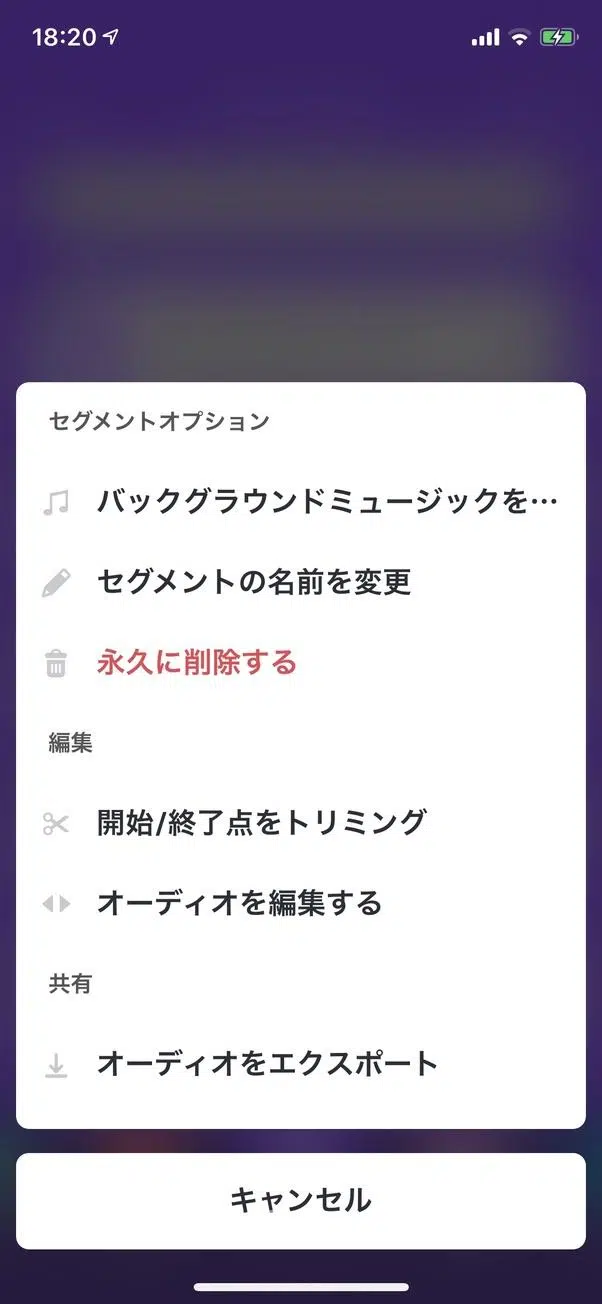 18:20
セグメントオプション
バックグラウンドミュージックを…
セグメントの名前を変更
永久に削除する
編集
開始/終了点をトリミング
オーディオを編集する
共有
オーディオをエクスポート
キャンセル